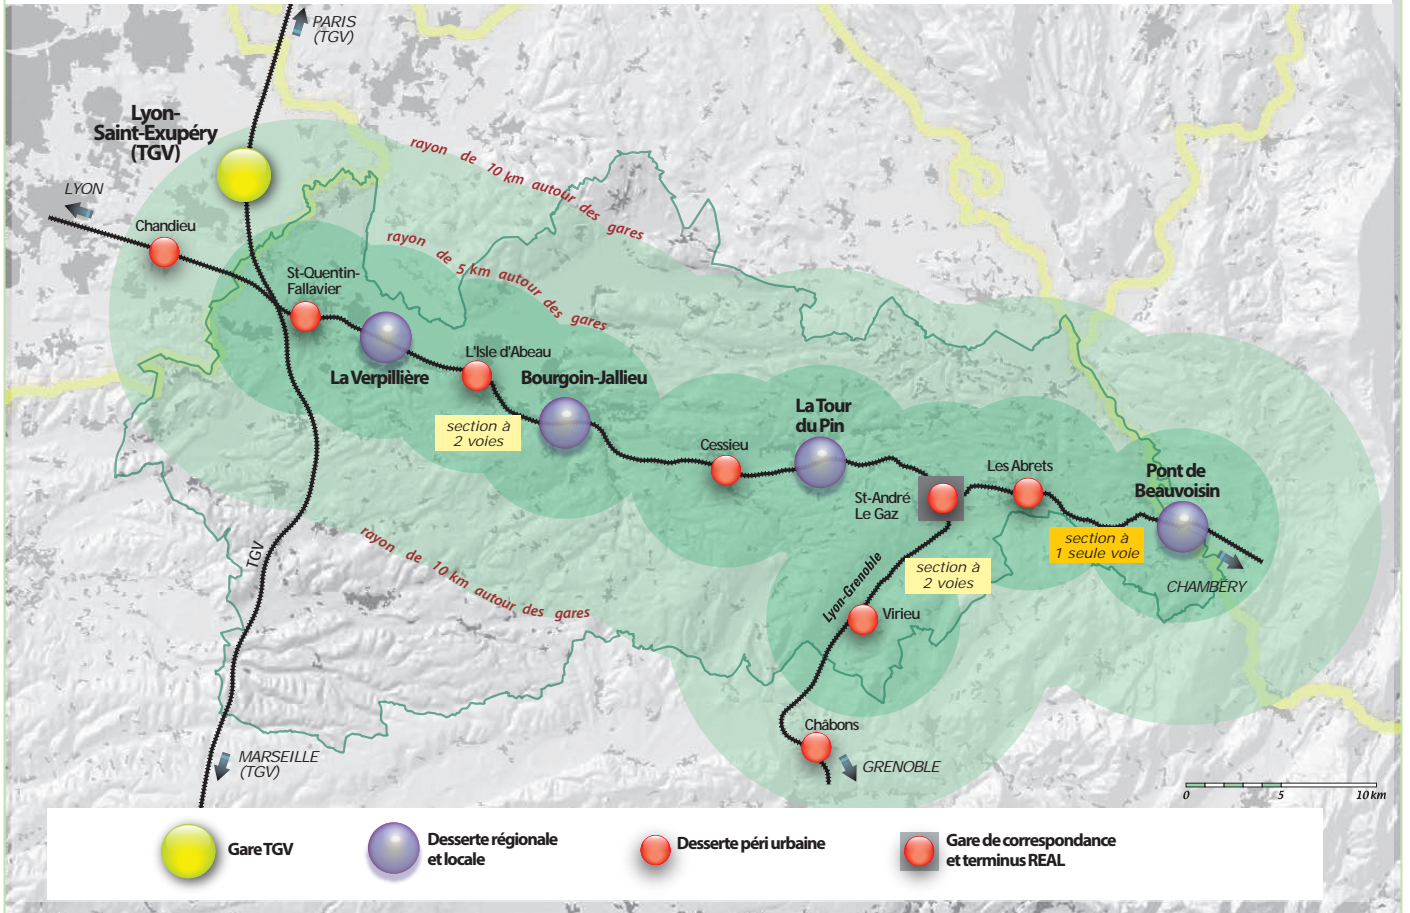 PARIS
(TGV)
Lyon-
Saint-Exupéry
(TGV)
LYON
Chandieu
rayon de 10 km autour des gares
rayon de 5 km autour des gares
St-Quentin-
Fallavier
La Verpillière
L'Isle d'Abeau
Bourgoin-Jallieu
section à
2 voies
Cessieu
La Tour
du Pin
St-André
Le Gaz
Les Abrets
Pont de
Beauvoisin
section à
1 seule voie
CHAMBÉRY
section à
2 voies
Lyon-Grenoble
Virieu
TGV
rayon de 10 km autour des gares
Châbons
GRENOBLE
MARSEILLE
(TGV)
0 5 10 km
Gare TGV
Desserte régionale
et locale
Desserte péri urbaine
Gare de correspondance
et terminus REAL